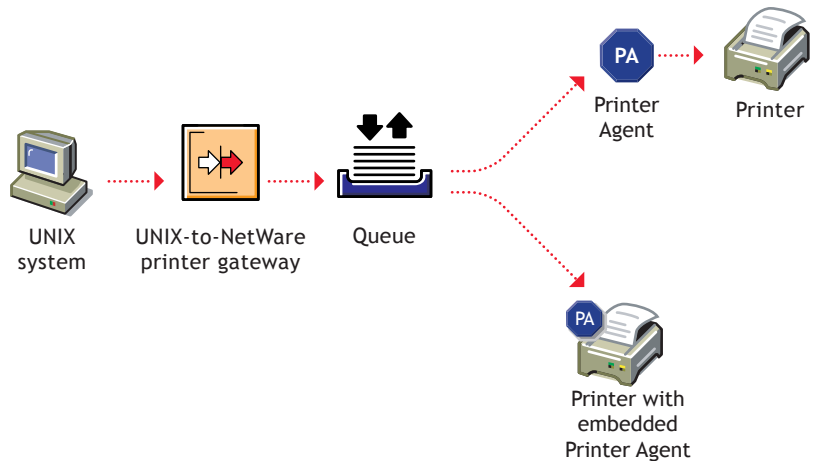 PA
Printer
Agent
Printer
UNIX
system
UNIX-to-NetWare
printer gateway
Queue
PA
Printer with
embedded
Printer Agent